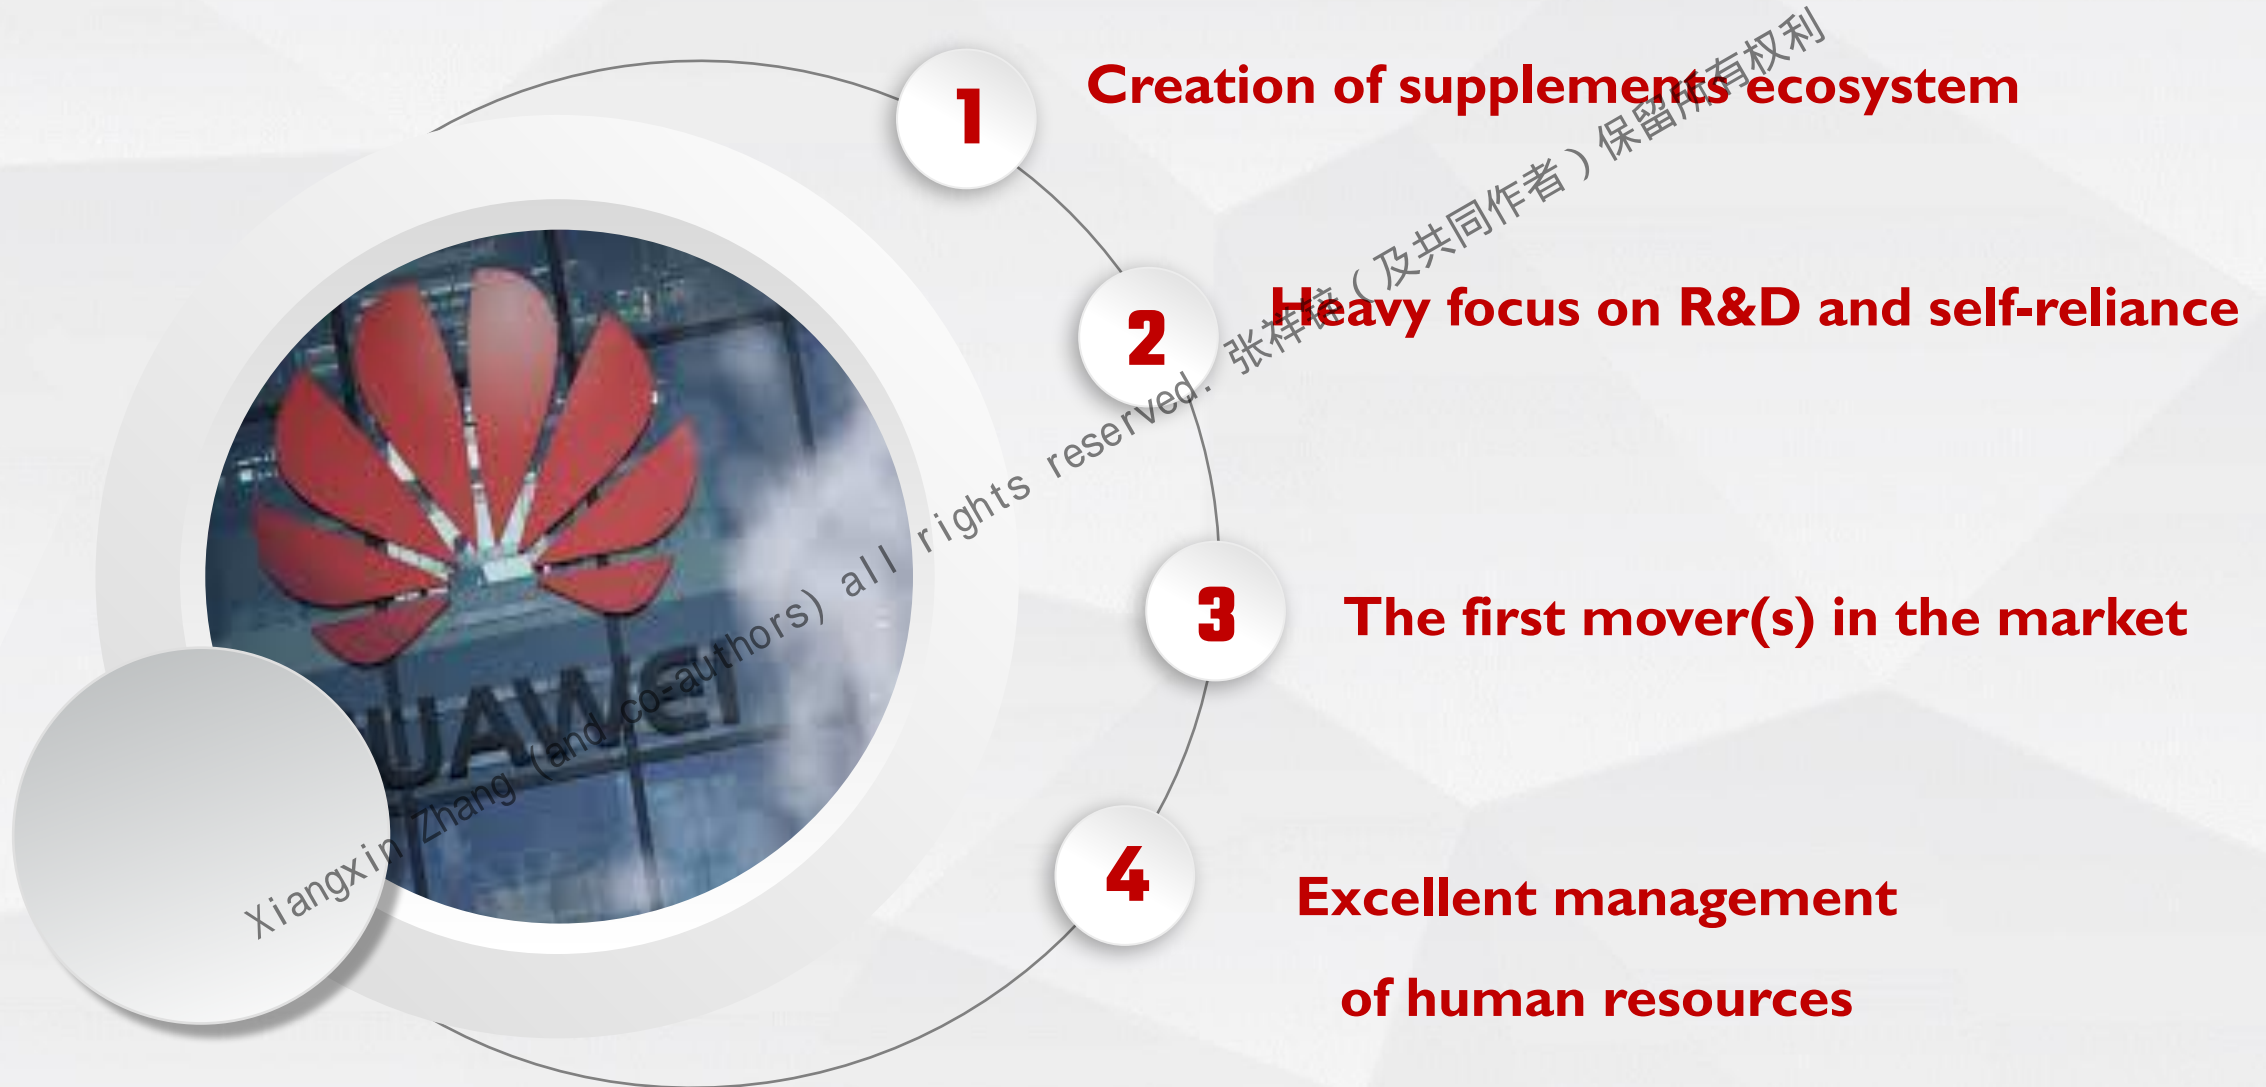 1
Creation of supplements ecosystem
2
Heavy focus on R&D and self-reliance
3
The first mover(s) in the market
4
Excellent management
of human resources
UAWEI
Xiangxin Zhang (and co-authors) all rights reserved. 张祥锌（及共同作者）保留所有权利